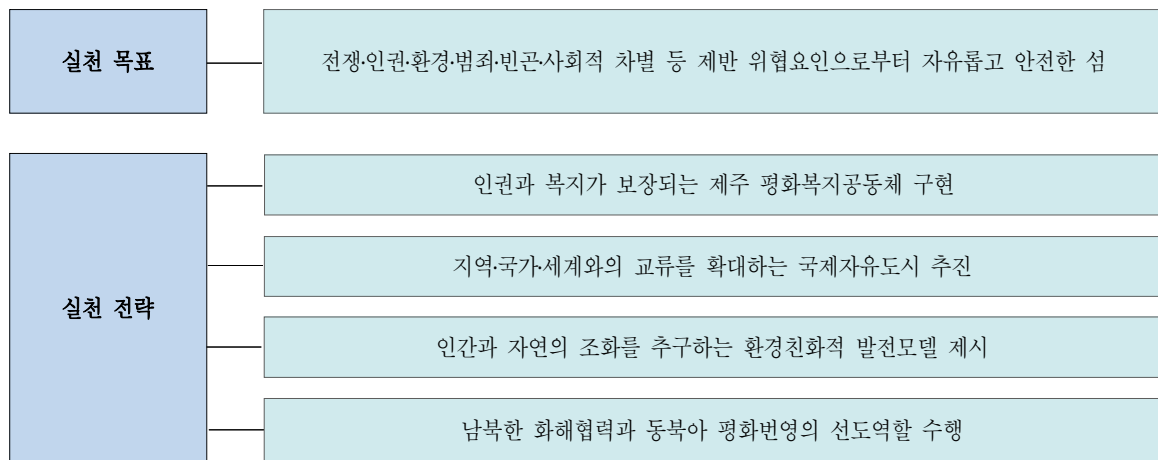 실천 목표
전쟁·인권·환경·범죄·빈곤·사회적 차별 등 제반 위협요인으로부터 자유롭고 안전한 섬
실천 전략
인권과 복지가 보장되는 제주 평화복지공동체 구현
지역·국가·세계와의 교류를 확대하는 국제자유도시 추진
인간과 자연의 조화를 추구하는 환경친화적 발전모델 제시
남북한 화해협력과 동북아 평화번영의 선도역할 수행